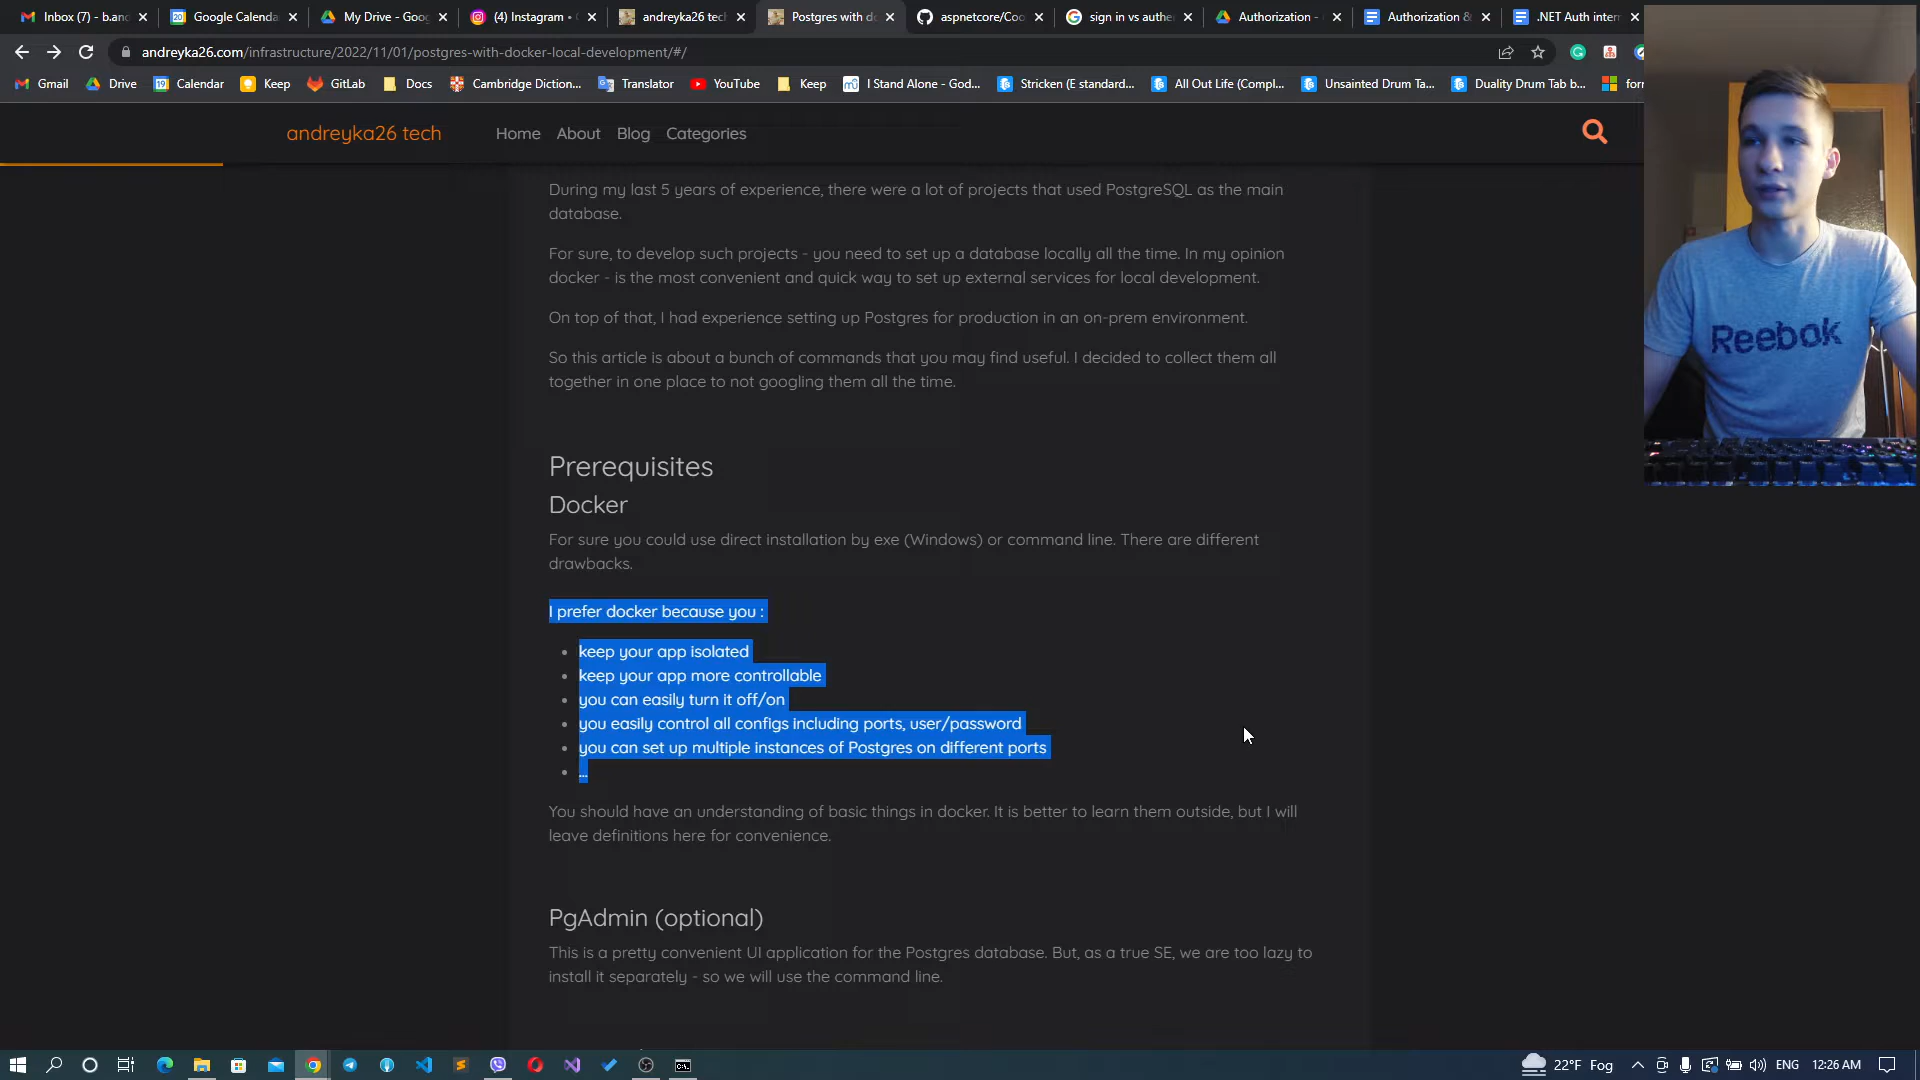 Inbox (7) - b.and
Google Calenda
My Drive - Goog
(4) Instagram •
andreyka26 tec
Postgres with do
aspnetcore/Coo
sign in vs authe
Authorization -
Authorization &
.NET Auth inter
andreyka26.com/infrastructure/2022/11/01/postgres-with-docker-local-development/#/
Gmail
Drive
Calendar
Keep
GitLab
Docs
Cambridge Diction...
Translator
YouTube
Keep
I Stand Alone - God...
Stricken (E standard...
All Out Life (Compl...
Unsainted Drum Ta...
Duality Drum Tab b...
for
andreyka26 tech
Home
About
Blog
Categories
During my last 5 years of experience, there were a lot of projects that used PostgreSQL as the main
database.
For sure, to develop such projects - you need to set up a database locally all the time. In my opinion
docker - is the most convenient and quick way to set up external services for local development.
On top of that, I had experience setting up Postgres for production in an on-prem environment.
So this article is about a bunch of commands that you may find useful. I decided to collect them all
together in one place to not googling them all the time.
Reebok
Prerequisites
Docker
For sure you could use direct installation by exe (Windows) or command line. There are different
drawbacks.
I prefer docker because you :
• keep your app isolated
• keep your app more controllable
• you can easily turn it off/on
• you easily control all configs including ports, user/password
• you can set up multiple instances of Postgres on different ports
• ...
You should have an understanding of basic things in docker. It is better to learn them outside, but I will
leave definitions here for convenience.
PgAdmin (optional)
This is a pretty convenient UI application for the Postgres database. But, as a true SE, we are too lazy to
install it separately - so we will use the command line.
22°F Fog
ENG
12:26 AM